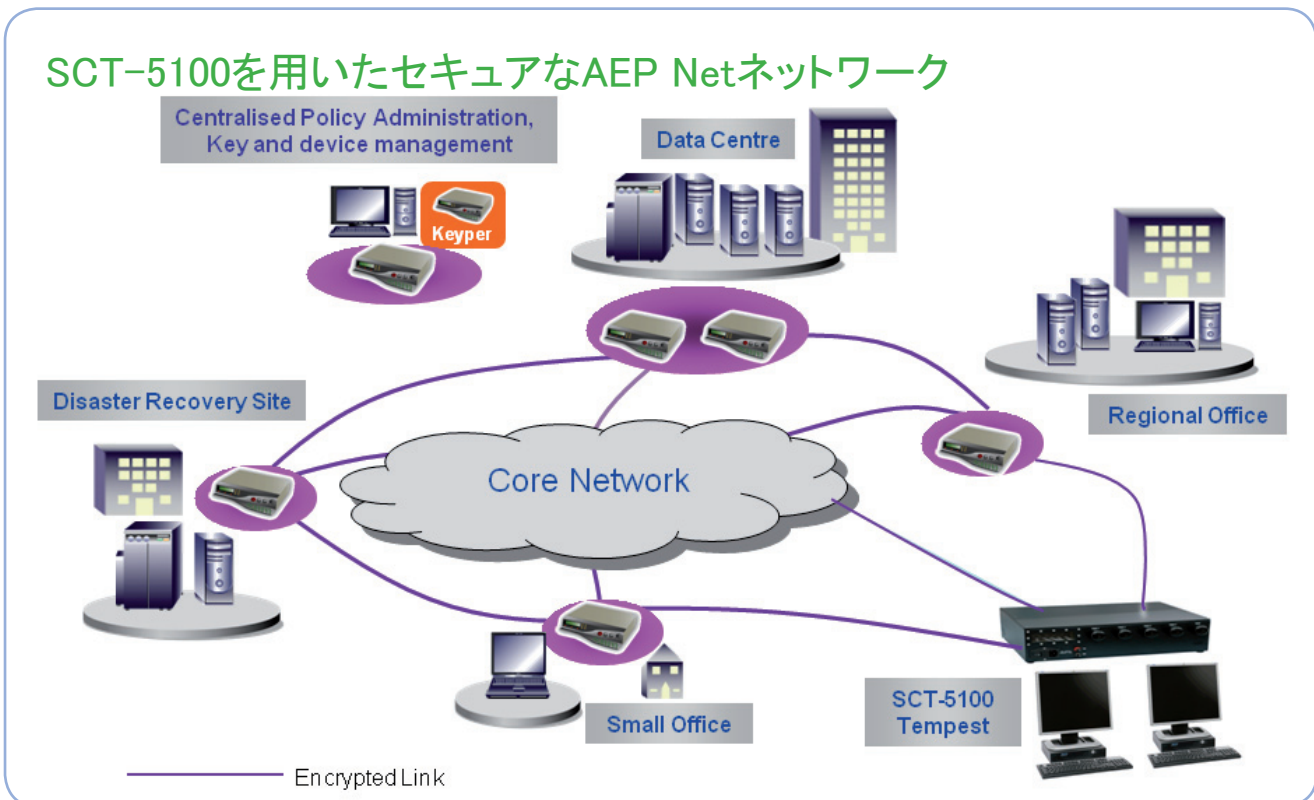 SCT-5100を用いたセキュアなAEP Netネットワーク
Centralised Policy Administration,
Key and device management
Keyper
Data Centre
Disaster Recovery Site
Regional Office
Core Network
Small Office
SCT-5100
Tempest
Encrypted Link